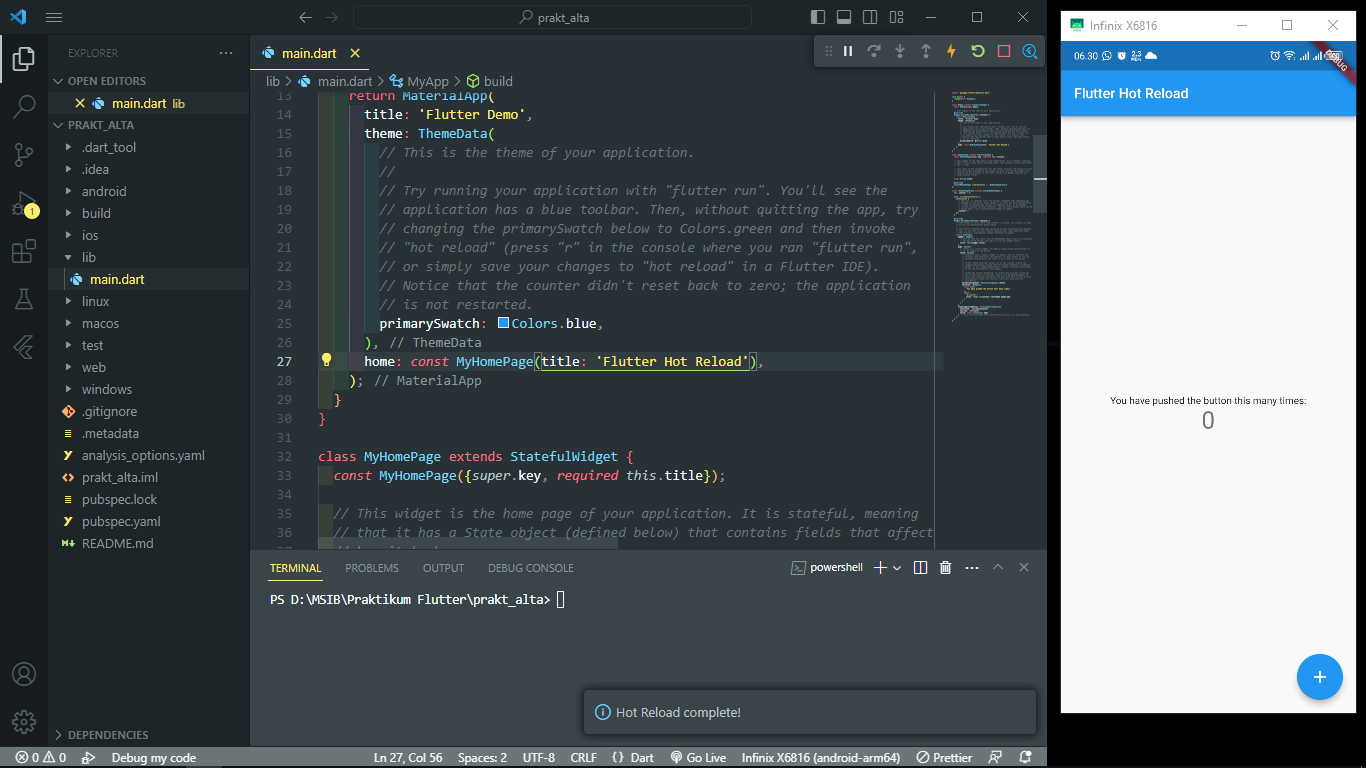 prakt_alta
EXPLORER
OPEN EDITORS
main.dart lib
PRAKT_ALTA
.dart_tool
.idea
android
build
ios
lib
main.dart
linux
macos
test
web
windows
.gitignore
.metadata
analysis_options.yaml
prakt_alta.iml
pubspec.lock
pubspec.yaml
README.md
DEPENDENCIES
1
main.dart
lib > main.dart > MyApp > build
13 return MaterialApp(
14 title: 'Flutter Demo',
15 theme: ThemeData(
16 // This is the theme of your application.
17 //
18 // Try running your application with "flutter run". You'll see the
19 // application has a blue toolbar. Then, without quitting the app, try
20 // changing the primarySwatch below to Colors.green and then invoke
21 // "hot reload" (press "r" in the console where you ran "flutter run",
22 // or simply save your changes to "hot reload" in a Flutter IDE).
23 // Notice that the counter didn't reset back to zero; the application
24 // is not restarted.
25 primarySwatch: Colors.blue,
26 ), // ThemeData
27 home: const MyHomePage(title: 'Flutter Hot Reload'),
28 ); // MaterialApp
29 }
30 }
31
32 class MyHomePage extends StatefulWidget {
33 const MyHomePage({super.key, required this.title});
34
35 // This widget is the home page of your application. It is stateful, meaning
36 // that it has a State object (defined below) that contains fields that affect
TERMINAL PROBLEMS OUTPUT DEBUG CONSOLE powershell
PS D:\MSIB\Praktikum Flutter\prakt_alta>
Hot Reload complete!
0 0 Debug my code Ln 27, Col 56 Spaces: 2 UTF-8 CRLF {} Dart Go Live Infinix X6816 (android-arm64) Prettier
Infinix X6816
06.30
Flutter Hot Reload
You have pushed the button this many times:
0
+